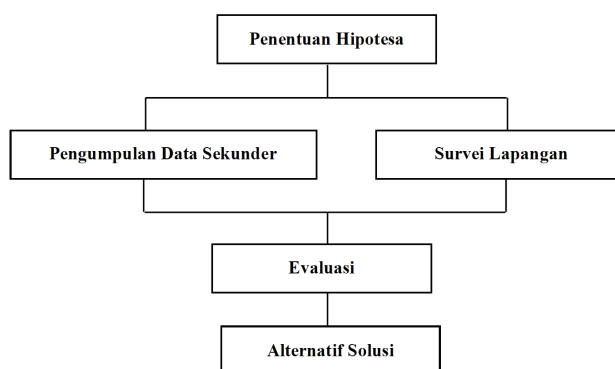 Penentuan Hipotesa
Pengumpulan Data Sekunder
Survei Lapangan
Evaluasi
Alternatif Solusi